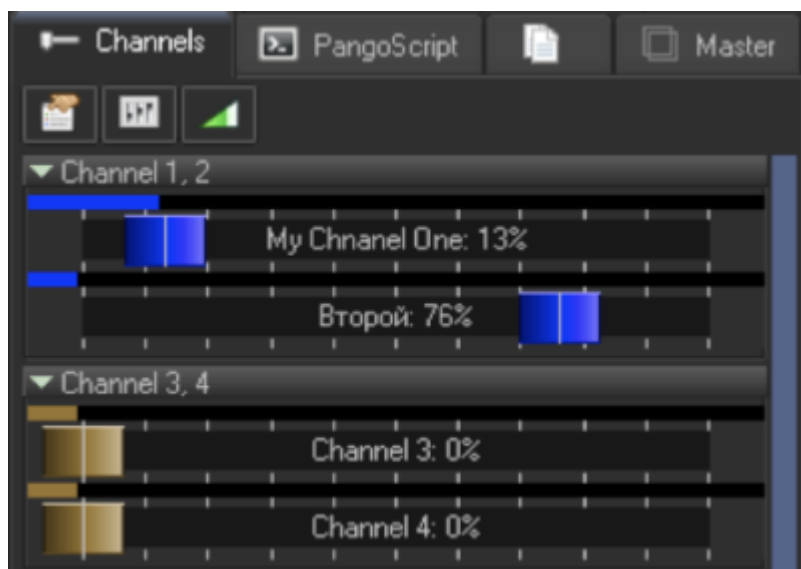 Channels PangoScript Master
Channel 1, 2
My Chnanel One: 13%
Второй: 76%
Channel 3, 4
Channel 3: 0%
Channel 4: 0%